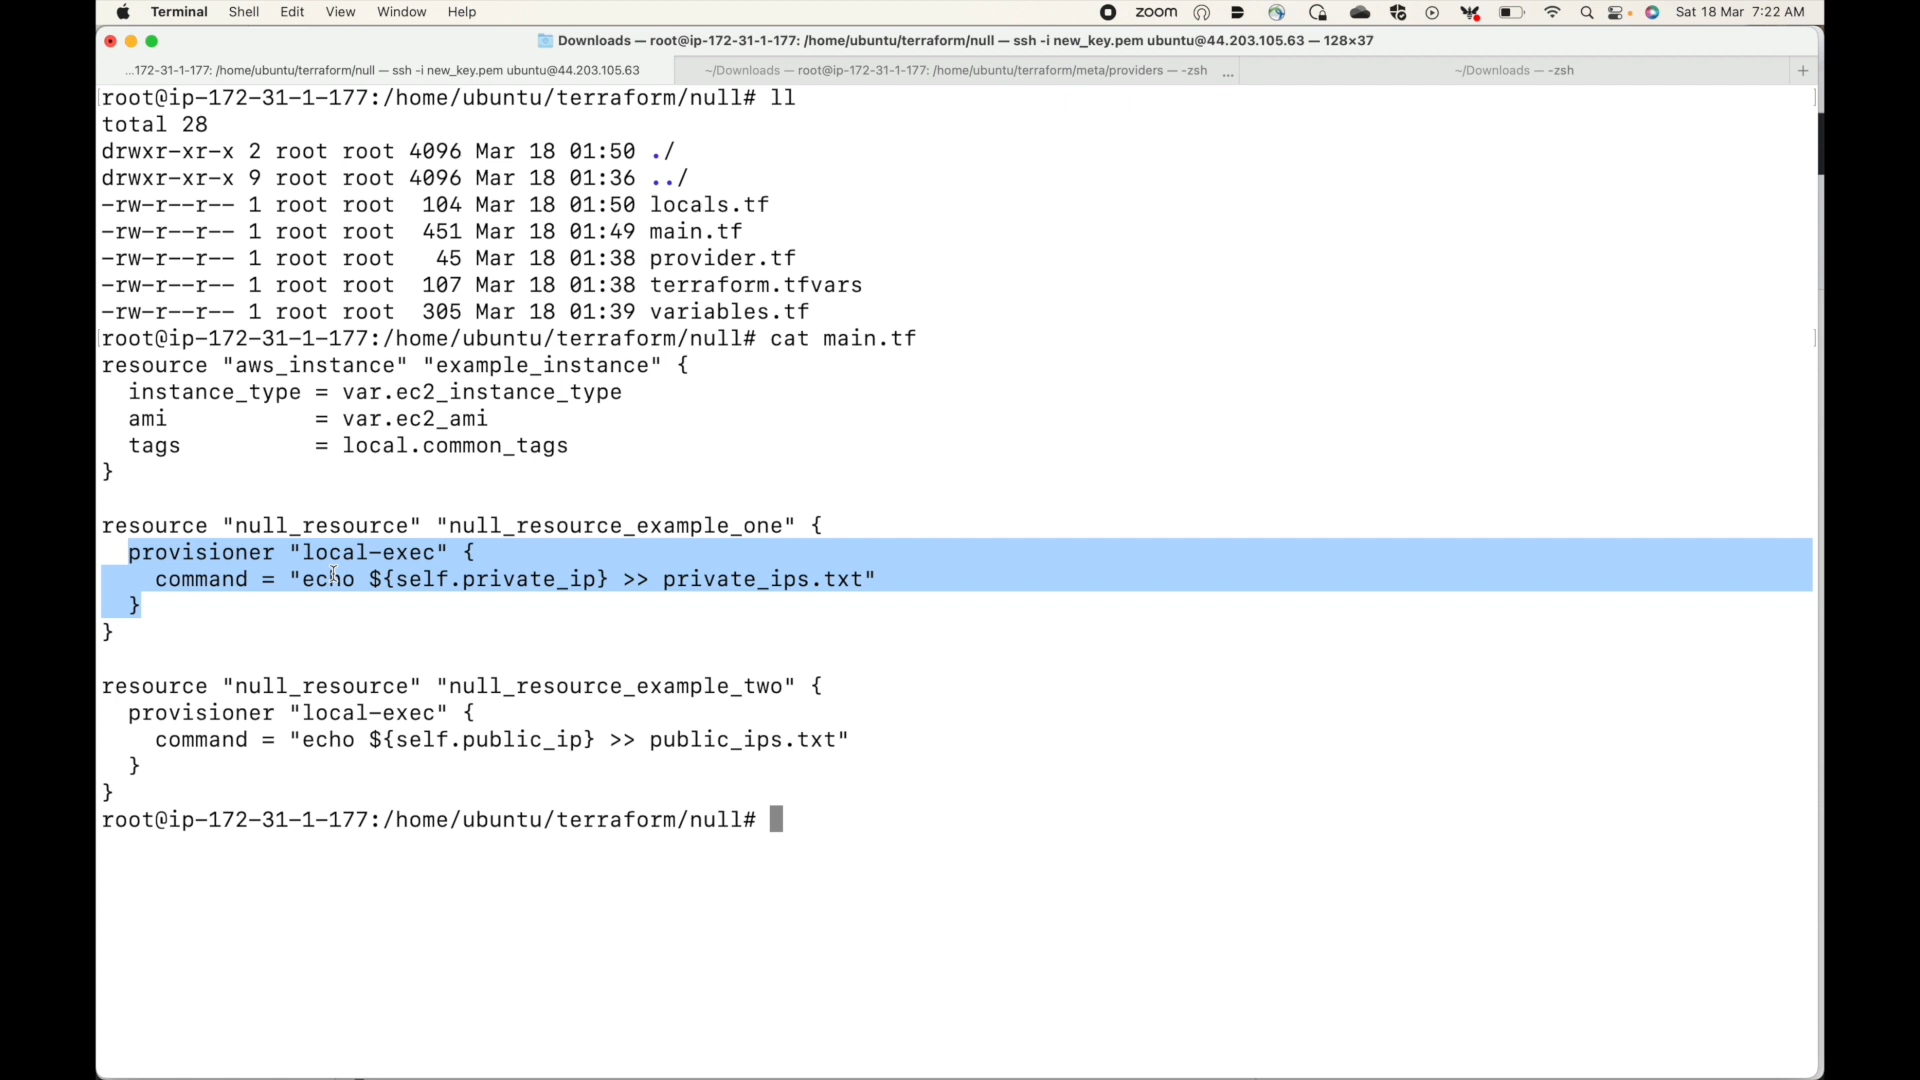 Terminal Shell Edit View Window Help zoom Sat 18 Mar 7:22 AM
Downloads — root@ip-172-31-1-177: /home/ubuntu/terraform/null — ssh -i new_key.pem ubuntu@44.203.105.63 — 128×37
...172-31-1-177: /home/ubuntu/terraform/null — ssh -i new_key.pem ubuntu@44.203.105.63 ~/Downloads — root@ip-172-31-1-177: /home/ubuntu/terraform/meta/providers — -zsh ... ~/Downloads — -zsh +
root@ip-172-31-1-177:/home/ubuntu/terraform/null# ll
total 28
drwxr-xr-x 2 root root 4096 Mar 18 01:50 ./
drwxr-xr-x 9 root root 4096 Mar 18 01:36 ../
-rw-r--r-- 1 root root  104 Mar 18 01:50 locals.tf
-rw-r--r-- 1 root root  451 Mar 18 01:49 main.tf
-rw-r--r-- 1 root root   45 Mar 18 01:38 provider.tf
-rw-r--r-- 1 root root  107 Mar 18 01:38 terraform.tfvars
-rw-r--r-- 1 root root  305 Mar 18 01:39 variables.tf
root@ip-172-31-1-177:/home/ubuntu/terraform/null# cat main.tf
resource "aws_instance" "example_instance" {
  instance_type = var.ec2_instance_type
  ami           = var.ec2_ami
  tags          = local.common_tags
}
resource "null_resource" "null_resource_example_one" {
  provisioner "local-exec" {
    command = "echo ${self.private_ip} >> private_ips.txt"
  }
}
resource "null_resource" "null_resource_example_two" {
  provisioner "local-exec" {
    command = "echo ${self.public_ip} >> public_ips.txt"
  }
}
root@ip-172-31-1-177:/home/ubuntu/terraform/null#